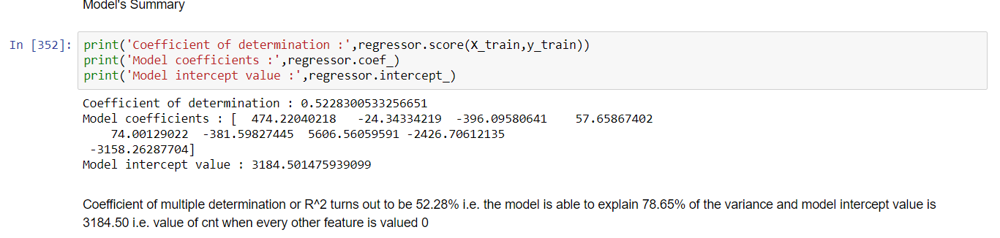 Model's Summary
In [352]: print('Coefficient of determination :',regressor.score(X_train,y_train))
print('Model coefficients :',regressor.coef_)
print('Model intercept value :',regressor.intercept_)
Coefficient of determination : 0.5228300533256651
Model coefficients : [  474.22040218   -24.34334219  -396.09580641    57.65867402
    74.00129022  -381.59827445  5606.56059591 -2426.70612135
 -3158.26287704]
Model intercept value : 3184.501475939099
Coefficient of multiple determination or R^2 turns out to be 52.28% i.e. the model is able to explain 78.65% of the variance and model intercept value is
3184.50 i.e. value of cnt when every other feature is valued 0